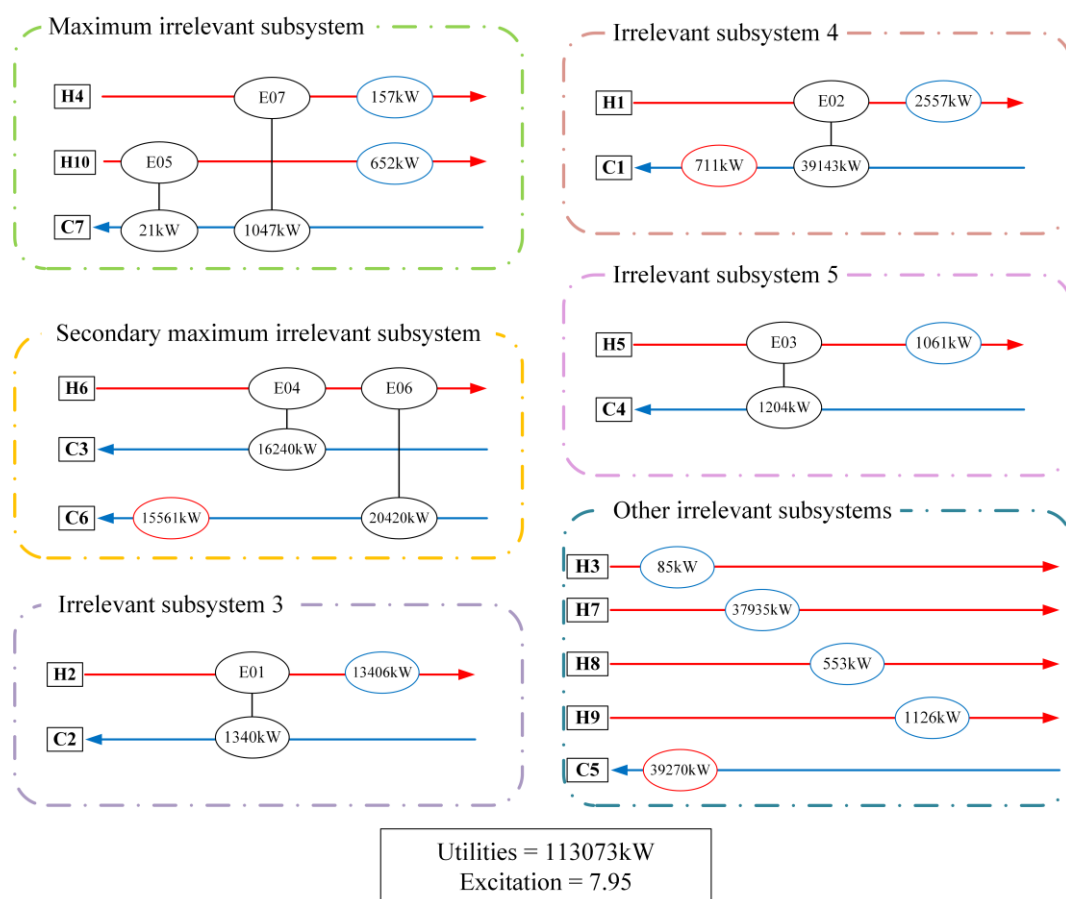 Maximum irrelevant subsystem
H4
E07
157kW
H10
E05
652kW
C7
21kW
1047kW
Secondary maximum irrelevant subsystem
H6
E04
E06
C3
16240kW
C6
15561kW
20420kW
Irrelevant subsystem 3
H2
E01
13406kW
C2
1340kW
Irrelevant subsystem 4
H1
E02
2557kW
C1
711kW
39143kW
Irrelevant subsystem 5
H5
E03
1061kW
C4
1204kW
Other irrelevant subsystems
H3
85kW
H7
37935kW
H8
553kW
H9
1126kW
C5
39270kW
Utilities = 113073kW
Excitation = 7.95